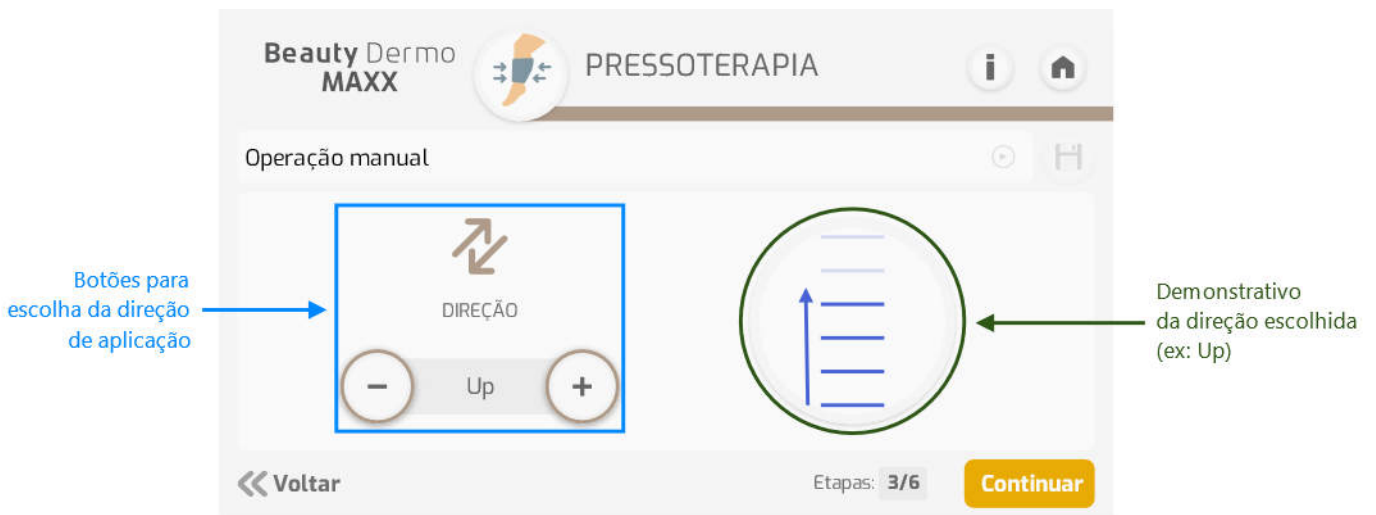 Beauty Dermo
MAXX
PRESSOTERAPIA
i
Operação manual
Botões para
escolha da direção
de aplicação
DIREÇÃO
− Up +
Demonstrativo
da direção escolhida
(ex: Up)
Voltar
Etapas: 3/6
Continuar